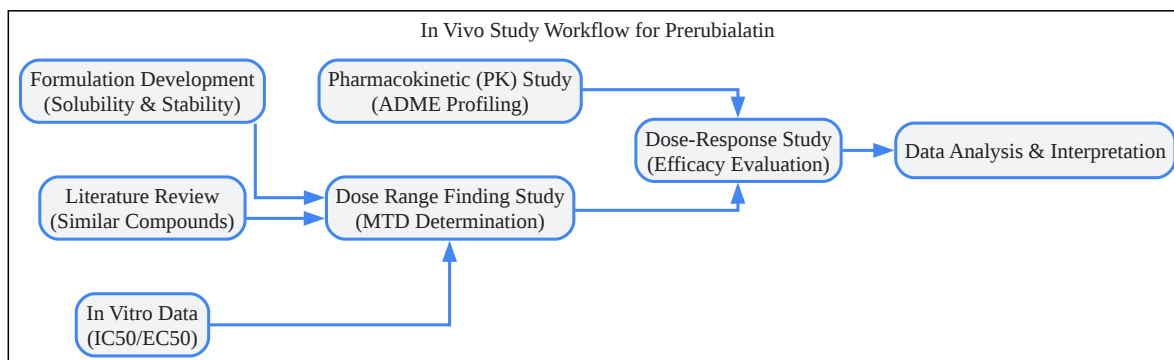 In Vivo Study Workflow for Prerubialatin
Formulation Development
(Solubility & Stability)
Pharmacokinetic (PK) Study
(ADME Profiling)
Dose-Response Study
(Efficacy Evaluation)
Data Analysis & Interpretation
Literature Review
(Similar Compounds)
Dose Range Finding Study
(MTD Determination)
In Vitro Data
(IC50/EC50)